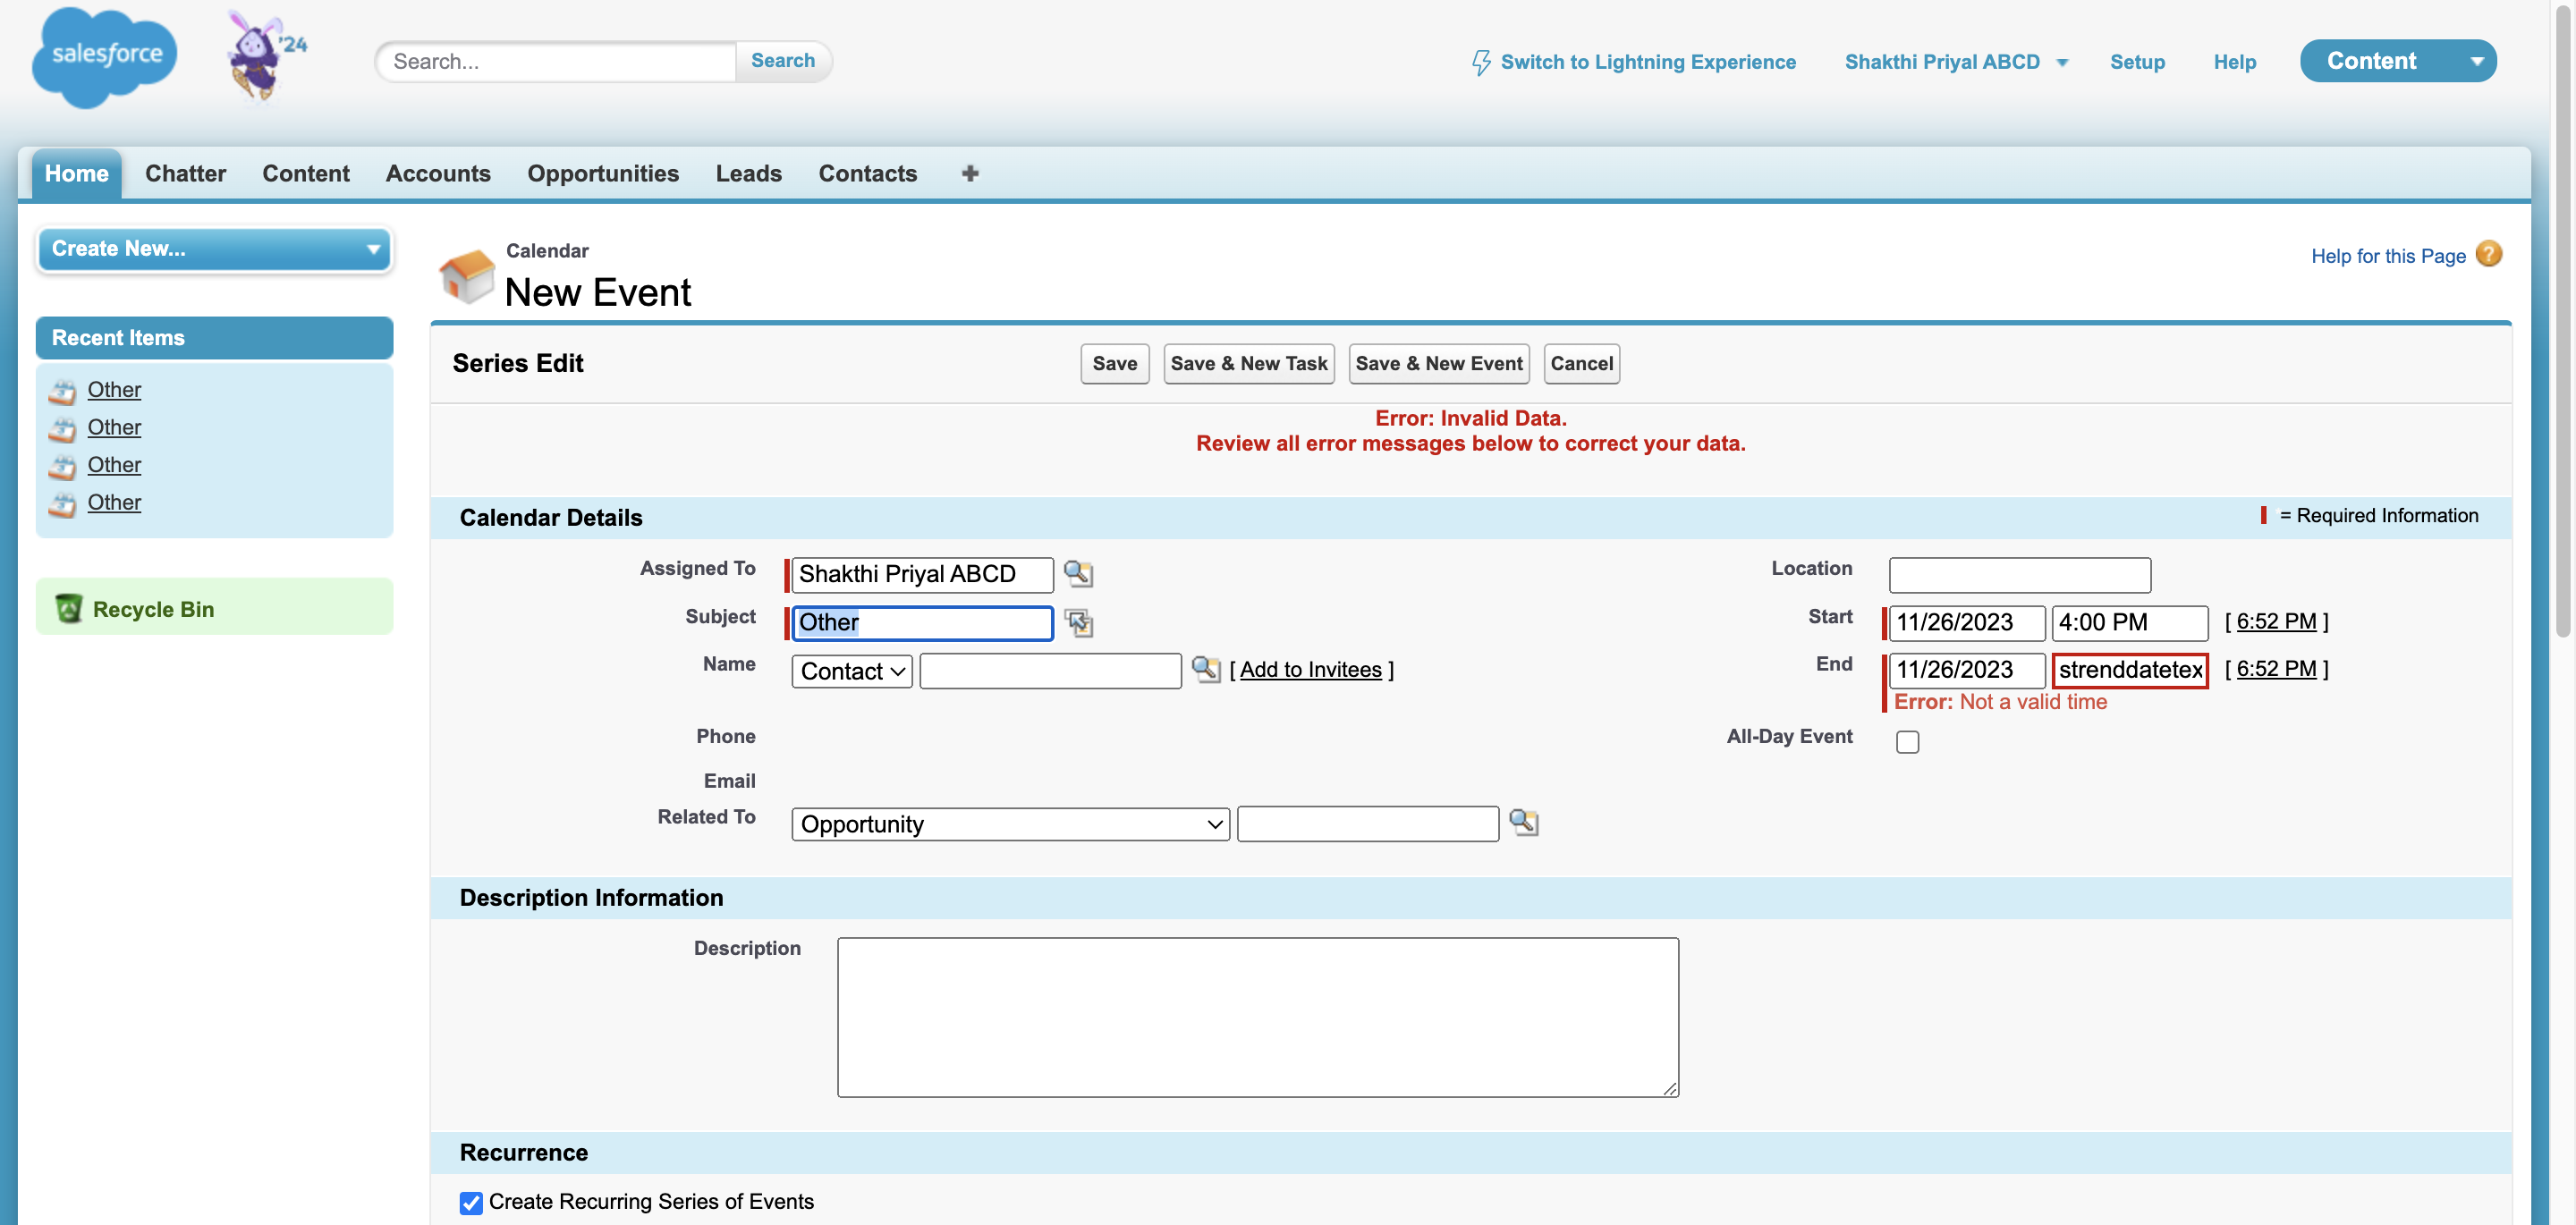 salesforce
'24
Search...
Search
Switch to Lightning Experience
Shakthi Priyal ABCD
Setup
Help
Content
Home
Chatter
Content
Accounts
Opportunities
Leads
Contacts
+
Create New...
Recent Items
Other
Other
Other
Other
Recycle Bin
Calendar
New Event
Help for this Page ?
Series Edit
Save
Save & New Task
Save & New Event
Cancel
Error: Invalid Data.
Review all error messages below to correct your data.
Calendar Details
= Required Information
Assigned To
Shakthi Priyal ABCD
Subject
Other
Name
Contact
[ Add to Invitees ]
Phone
Email
Related To
Opportunity
Location
Start
11/26/2023
4:00 PM
[ 6:52 PM ]
End
11/26/2023
strenddatetex
[ 6:52 PM ]
Error: Not a valid time
All-Day Event
Description Information
Description
Recurrence
Create Recurring Series of Events